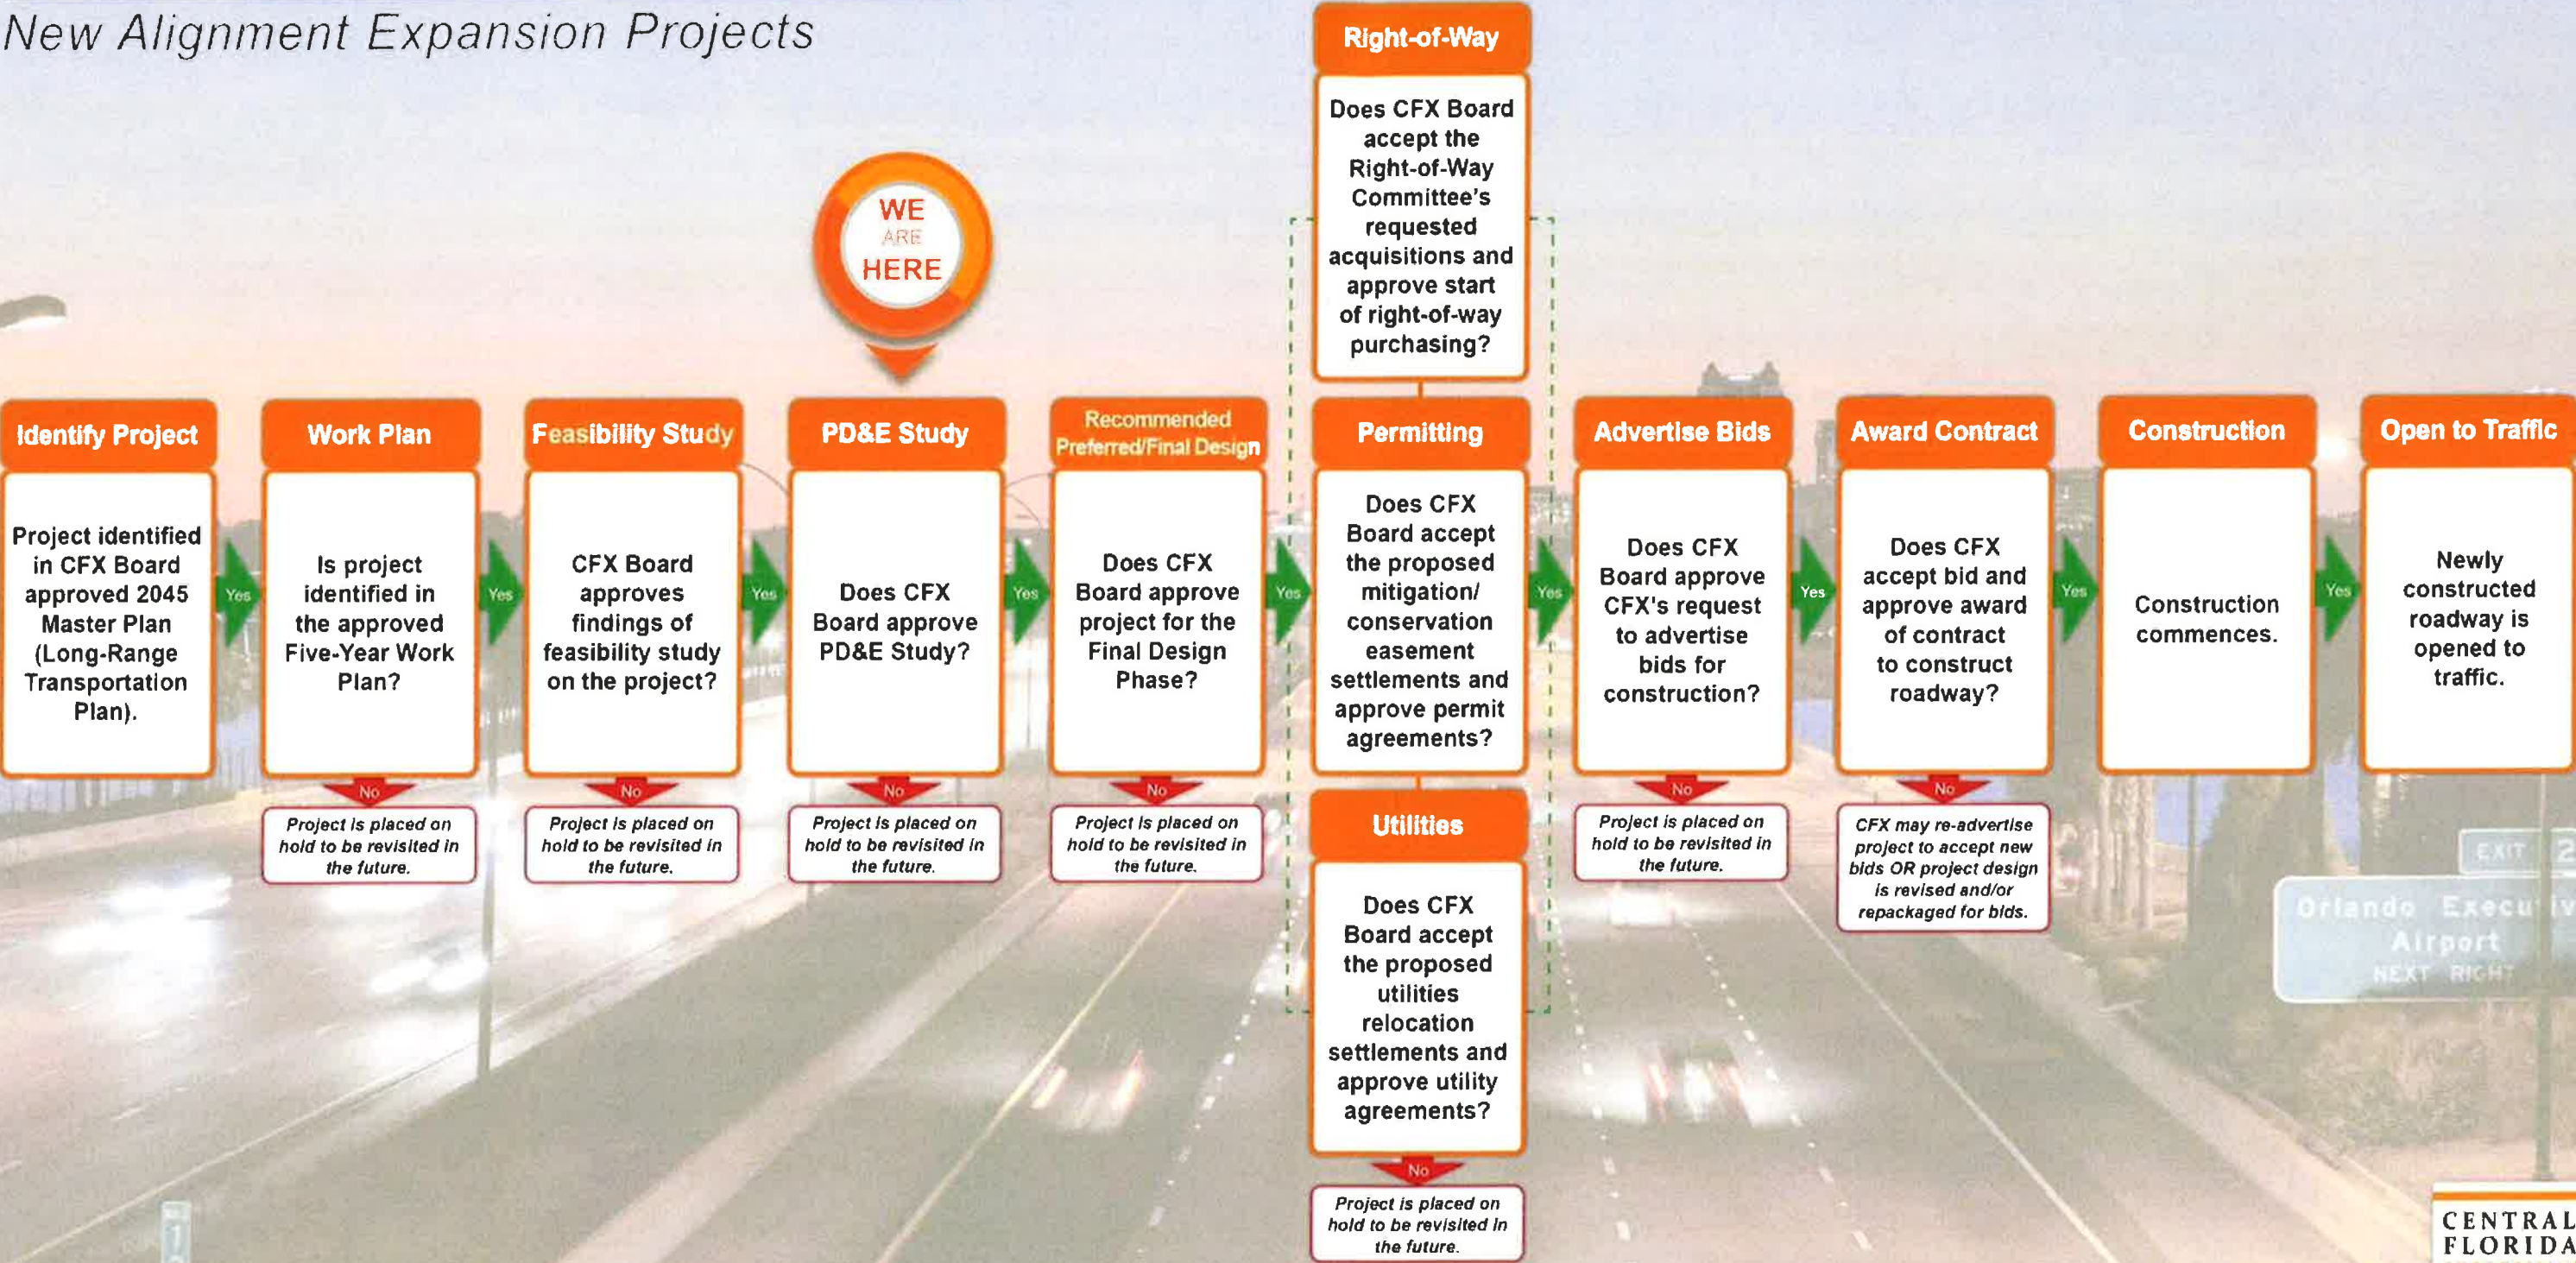 New Alignment Expansion Projects
WE
ARE
HERE
Identify Project
Project identified
in CFX Board
approved 2045
Master Plan
(Long-Range
Transportation
Plan).
Yes
Work Plan
Is project
identified in
the approved
Five-Year Work
Plan?
No
Project is placed on
hold to be revisited in
the future.
Yes
Feasibility Study
CFX Board
approves
findings of
feasibility study
on the project?
No
Project is placed on
hold to be revisited in
the future.
Yes
PD&E Study
Does CFX
Board approve
PD&E Study?
No
Project is placed on
hold to be revisited in
the future.
Yes
Recommended
Preferred/Final Design
Does CFX
Board approve
project for the
Final Design
Phase?
No
Project is placed on
hold to be revisited in
the future.
Yes
Right-of-Way
Does CFX Board
accept the
Right-of-Way
Committee's
requested
acquisitions and
approve start
of right-of-way
purchasing?
Permitting
Does CFX
Board accept
the proposed
mitigation/
conservation
easement
settlements and
approve permit
agreements?
Utilities
Does CFX
Board accept
the proposed
utilities
relocation
settlements and
approve utility
agreements?
No
Project is placed on
hold to be revisited in
the future.
Yes
Advertise Bids
Does CFX
Board approve
CFX's request
to advertise
bids for
construction?
No
Project is placed on
hold to be revisited in
the future.
Yes
Award Contract
Does CFX
accept bid and
approve award
of contract
to construct
roadway?
No
CFX may re-advertise
project to accept new
bids OR project design
is revised and/or
repackaged for bids.
Yes
Construction
Construction
commences.
Yes
Open to Traffic
Newly
constructed
roadway is
opened to
traffic.
EXIT 2
Orlando Execu iv
Airport
NEXT RIGHT
1
CENTRAL
FLORIDA